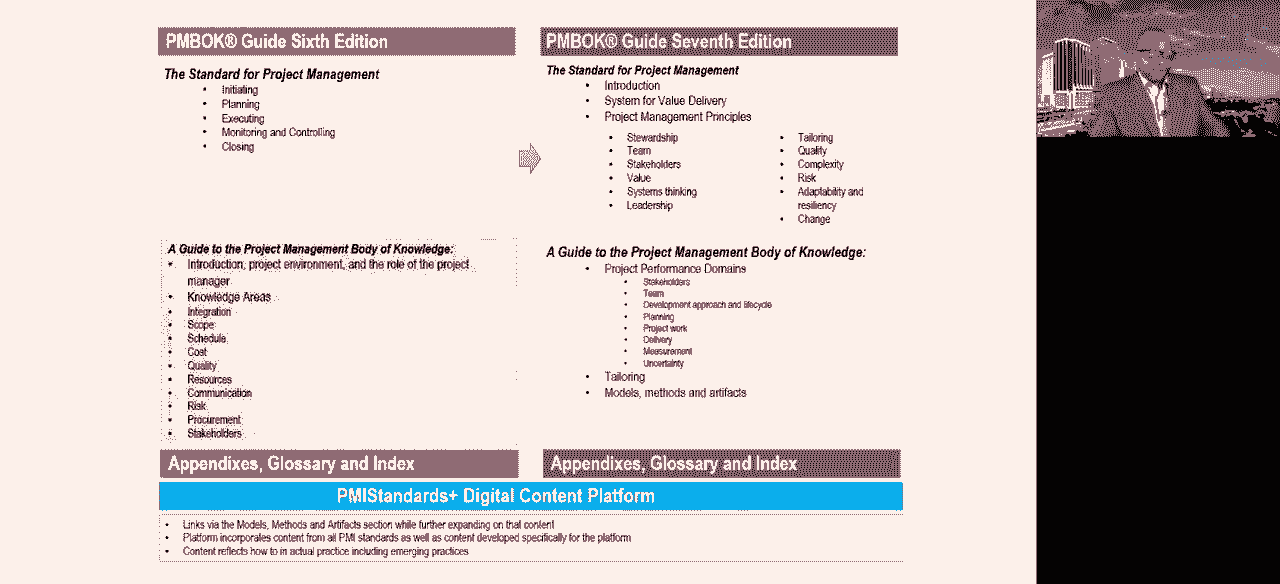 PMBOK® Guide Sixth Edition
The Standard for Project Management
• Initiating
• Planning
• Executing
• Monitoring and Controlling
• Closing
A Guide to the Project Management Body of Knowledge:
• Introduction, project environment, and the role of the project
manager
• Knowledge Areas
• Integration
• Scope
• Schedule
• Cost
• Quality
• Resources
• Communication
• Risk
• Procurement
• Stakeholders
Appendixes, Glossary and Index
PMBOK® Guide Seventh Edition
The Standard for Project Management
• Introduction
• System for Value Delivery
• Project Management Principles
• Stewardship
• Team
• Stakeholders
• Value
• Systems thinking
• Leadership
• Tailoring
• Quality
• Complexity
• Risk
• Adaptability and
resiliency
• Change
A Guide to the Project Management Body of Knowledge:
• Project Performance Domains
• Stakeholders
• Team
• Development approach and lifecycle
• Planning
• Project work
• Delivery
• Measurement
• Uncertainty
• Tailoring
• Models, methods and artifacts
Appendixes, Glossary and Index
PMIStandards+ Digital Content Platform
• Links via the Models, Methods and Artifacts section while further expanding on that content
• Platform incorporates content from all PMI standards as well as content developed specifically for the platform
• Content reflects how to in actual practice including emerging practices